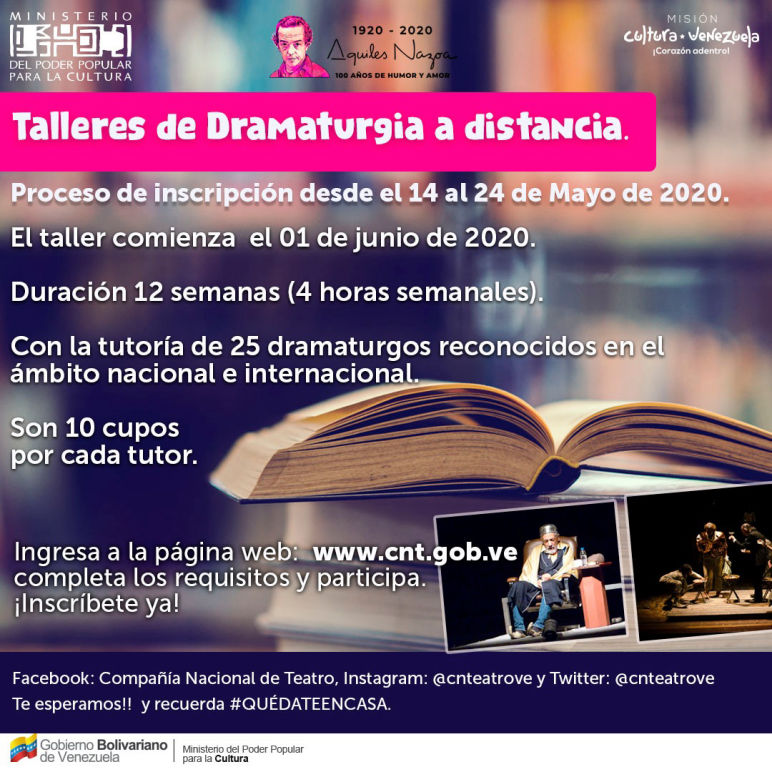 MINISTERIO
DEL PODER POPULAR
PARA LA CULTURA
1920 - 2020
Aquiles Nazoa
100 AÑOS DE HUMOR Y AMOR
MISIÓN
Cultura Venezuela
¡Corazón adentro!
Talleres de Dramaturgia a distancia.
Proceso de inscripción desde el 14 al 24 de Mayo de 2020.
El taller comienza el 01 de junio de 2020.
Duración 12 semanas (4 horas semanales).
Con la tutoría de 25 dramaturgos reconocidos en el
ámbito nacional e internacional.
Son 10 cupos
por cada tutor.
Ingresa a la página web: www.cnt.gob.ve
completa los requisitos y participa.
¡Inscríbete ya!
Facebook: Compañía Nacional de Teatro, Instagram: @cnteatrove y Twitter: @cnteatrove
Te esperamos!! y recuerda #QUÉDATEENCASA.
Gobierno Bolivariano
de Venezuela
Ministerio del Poder Popular
para la Cultura